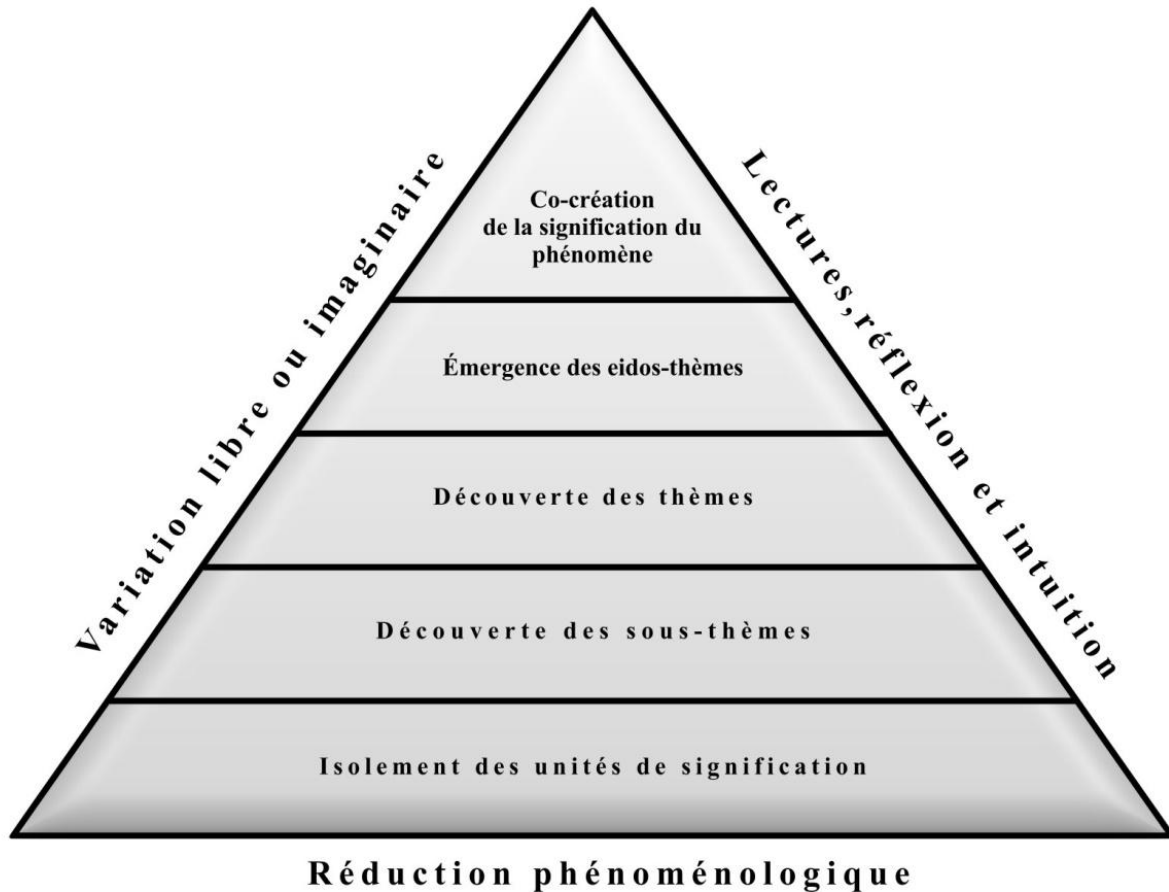 Variation libre ou imaginaire
Lectures,réflexion et intuition
Co-création
de la signification du
phénomène
Émergence des eidos-thèmes
Découverte des thèmes
Découverte des sous-thèmes
Isolement des unités de signification
Réduction phénoménologique